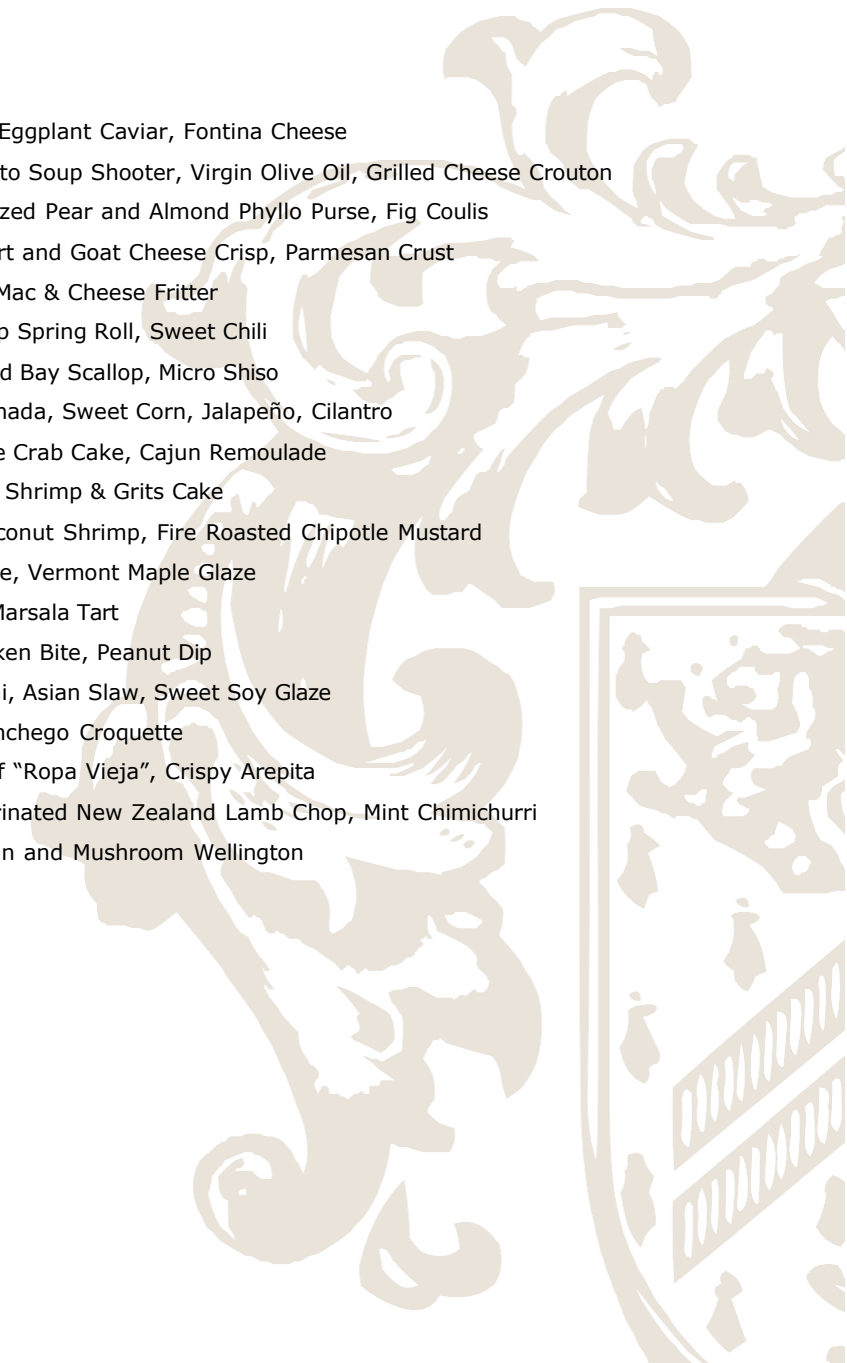 Eggplant Caviar, Fontina Cheese
to Soup Shooter, Virgin Olive Oil, Grilled Cheese Crouton
zed Pear and Almond Phyllo Purse, Fig Coulis
rt and Goat Cheese Crisp, Parmesan Crust
Mac & Cheese Fritter
p Spring Roll, Sweet Chili
d Bay Scallop, Micro Shiso
nada, Sweet Corn, Jalapeño, Cilantro
e Crab Cake, Cajun Remoulade
Shrimp & Grits Cake
conut Shrimp, Fire Roasted Chipotle Mustard
e, Vermont Maple Glaze
Marsala Tart
ken Bite, Peanut Dip
i, Asian Slaw, Sweet Soy Glaze
nchego Croquette
f “Ropa Vieja”, Crispy Arepita
rinated New Zealand Lamb Chop, Mint Chimichurri
n and Mushroom Wellington